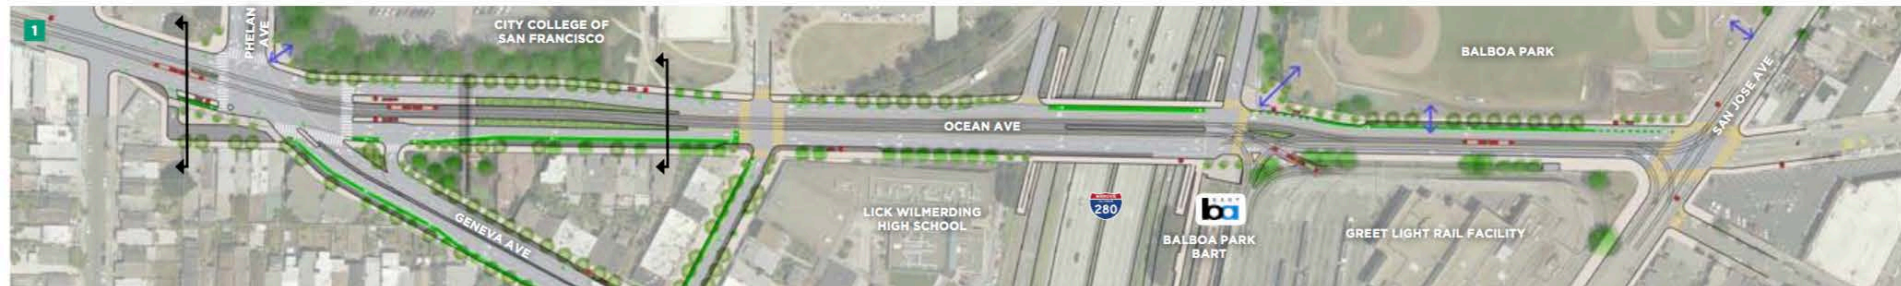 1
PHELAN
AVE
CITY COLLEGE OF
SAN FRANCISCO
BALBOA PARK
SAN JOSE AVE
OCEAN AVE
GENEVA AVE
LICK WILMERDING
HIGH SCHOOL
280
ba
BALBOA PARK
BART
GREET LIGHT RAIL FACILITY